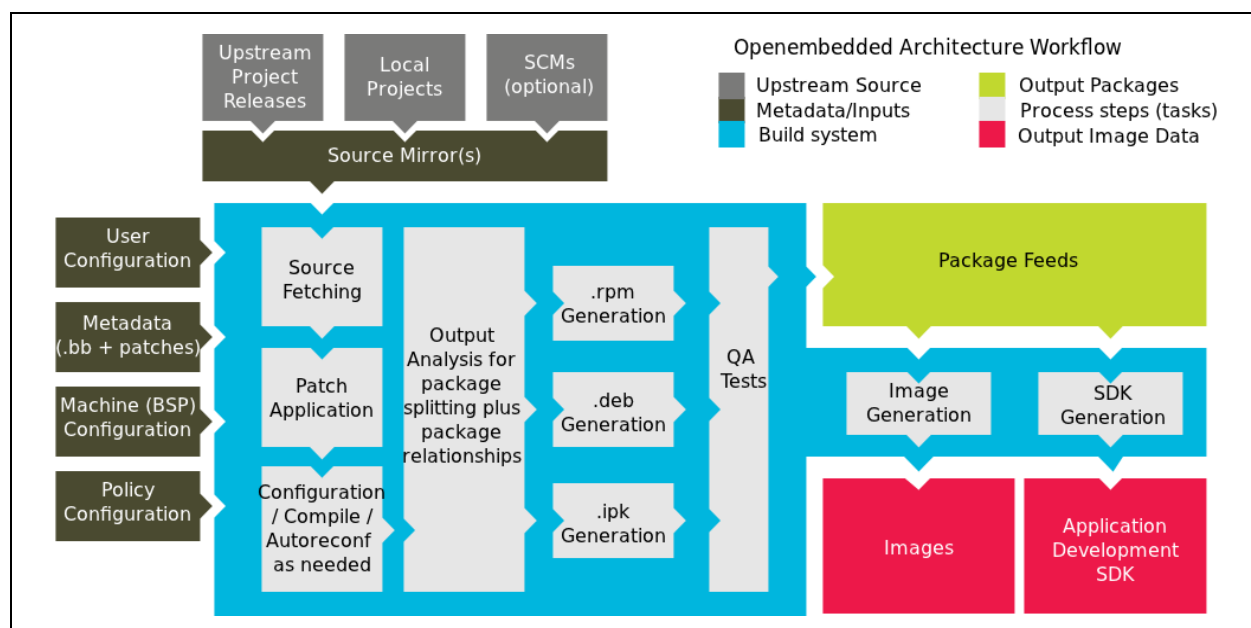 Openembedded Architecture Workflow
Upstream Source
Metadata/Inputs
Build system
Output Packages
Process steps (tasks)
Output Image Data
Upstream
Project
Releases
Local
Projects
SCMs
(optional)
Source Mirror(s)
User
Configuration
Metadata
(.bb + patches)
Machine (BSP)
Configuration
Policy
Configuration
Source
Fetching
Patch
Application
Configuration
/ Compile /
Autoreconf
as needed
Output
Analysis for
package
splitting plus
package
relationships
.rpm
Generation
.deb
Generation
.ipk
Generation
QA
Tests
Package Feeds
Image
Generation
SDK
Generation
Images
Application
Development
SDK